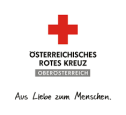 ÖSTERREICHISCHES
ROTES KREUZ
OBERÖSTERREICH
Aus Liebe zum Menschen.